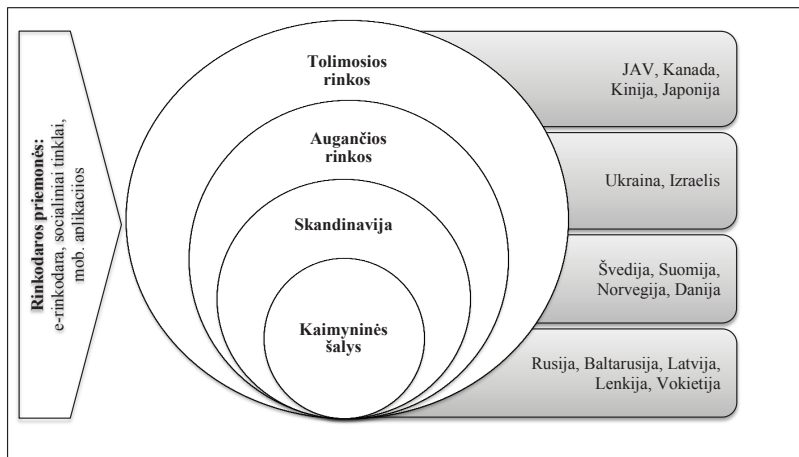 Rinkodaros priemonės:
e-rinkodara, socialiniai tinklai,
mob. aplikaciios
Tolimosios
rinkos
JAV, Kanada,
Kinija, Japonija
Augančios
rinkos
Ukraina, Izraelis
Skandinavija
Švedija, Suomija,
Norvegija, Danija
Kaimyninės
šalys
Rusija, Baltarusija, Latvija,
Lenkija, Vokietija